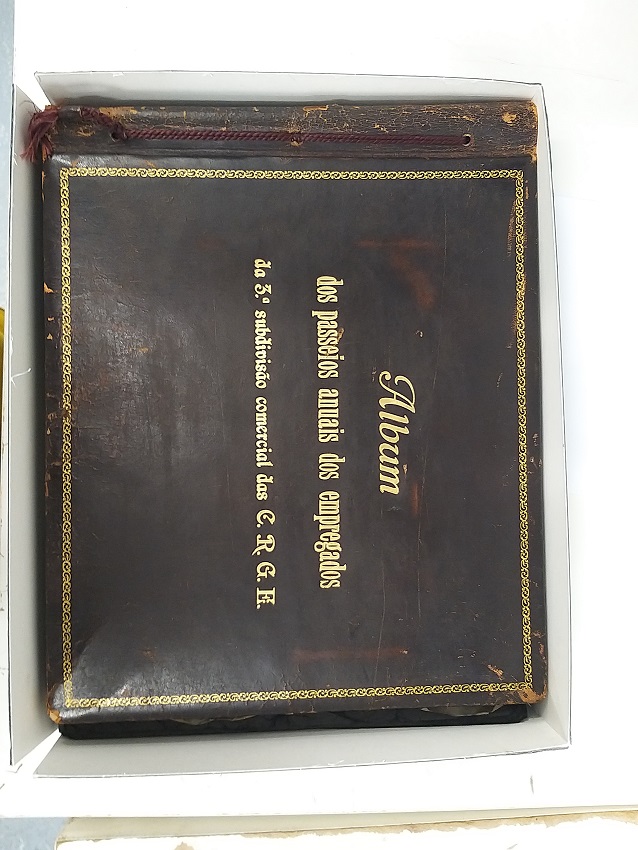 Album
dos passeios anuais dos empregados
da 3.ª subdivisão comercial das C. R. G. E.